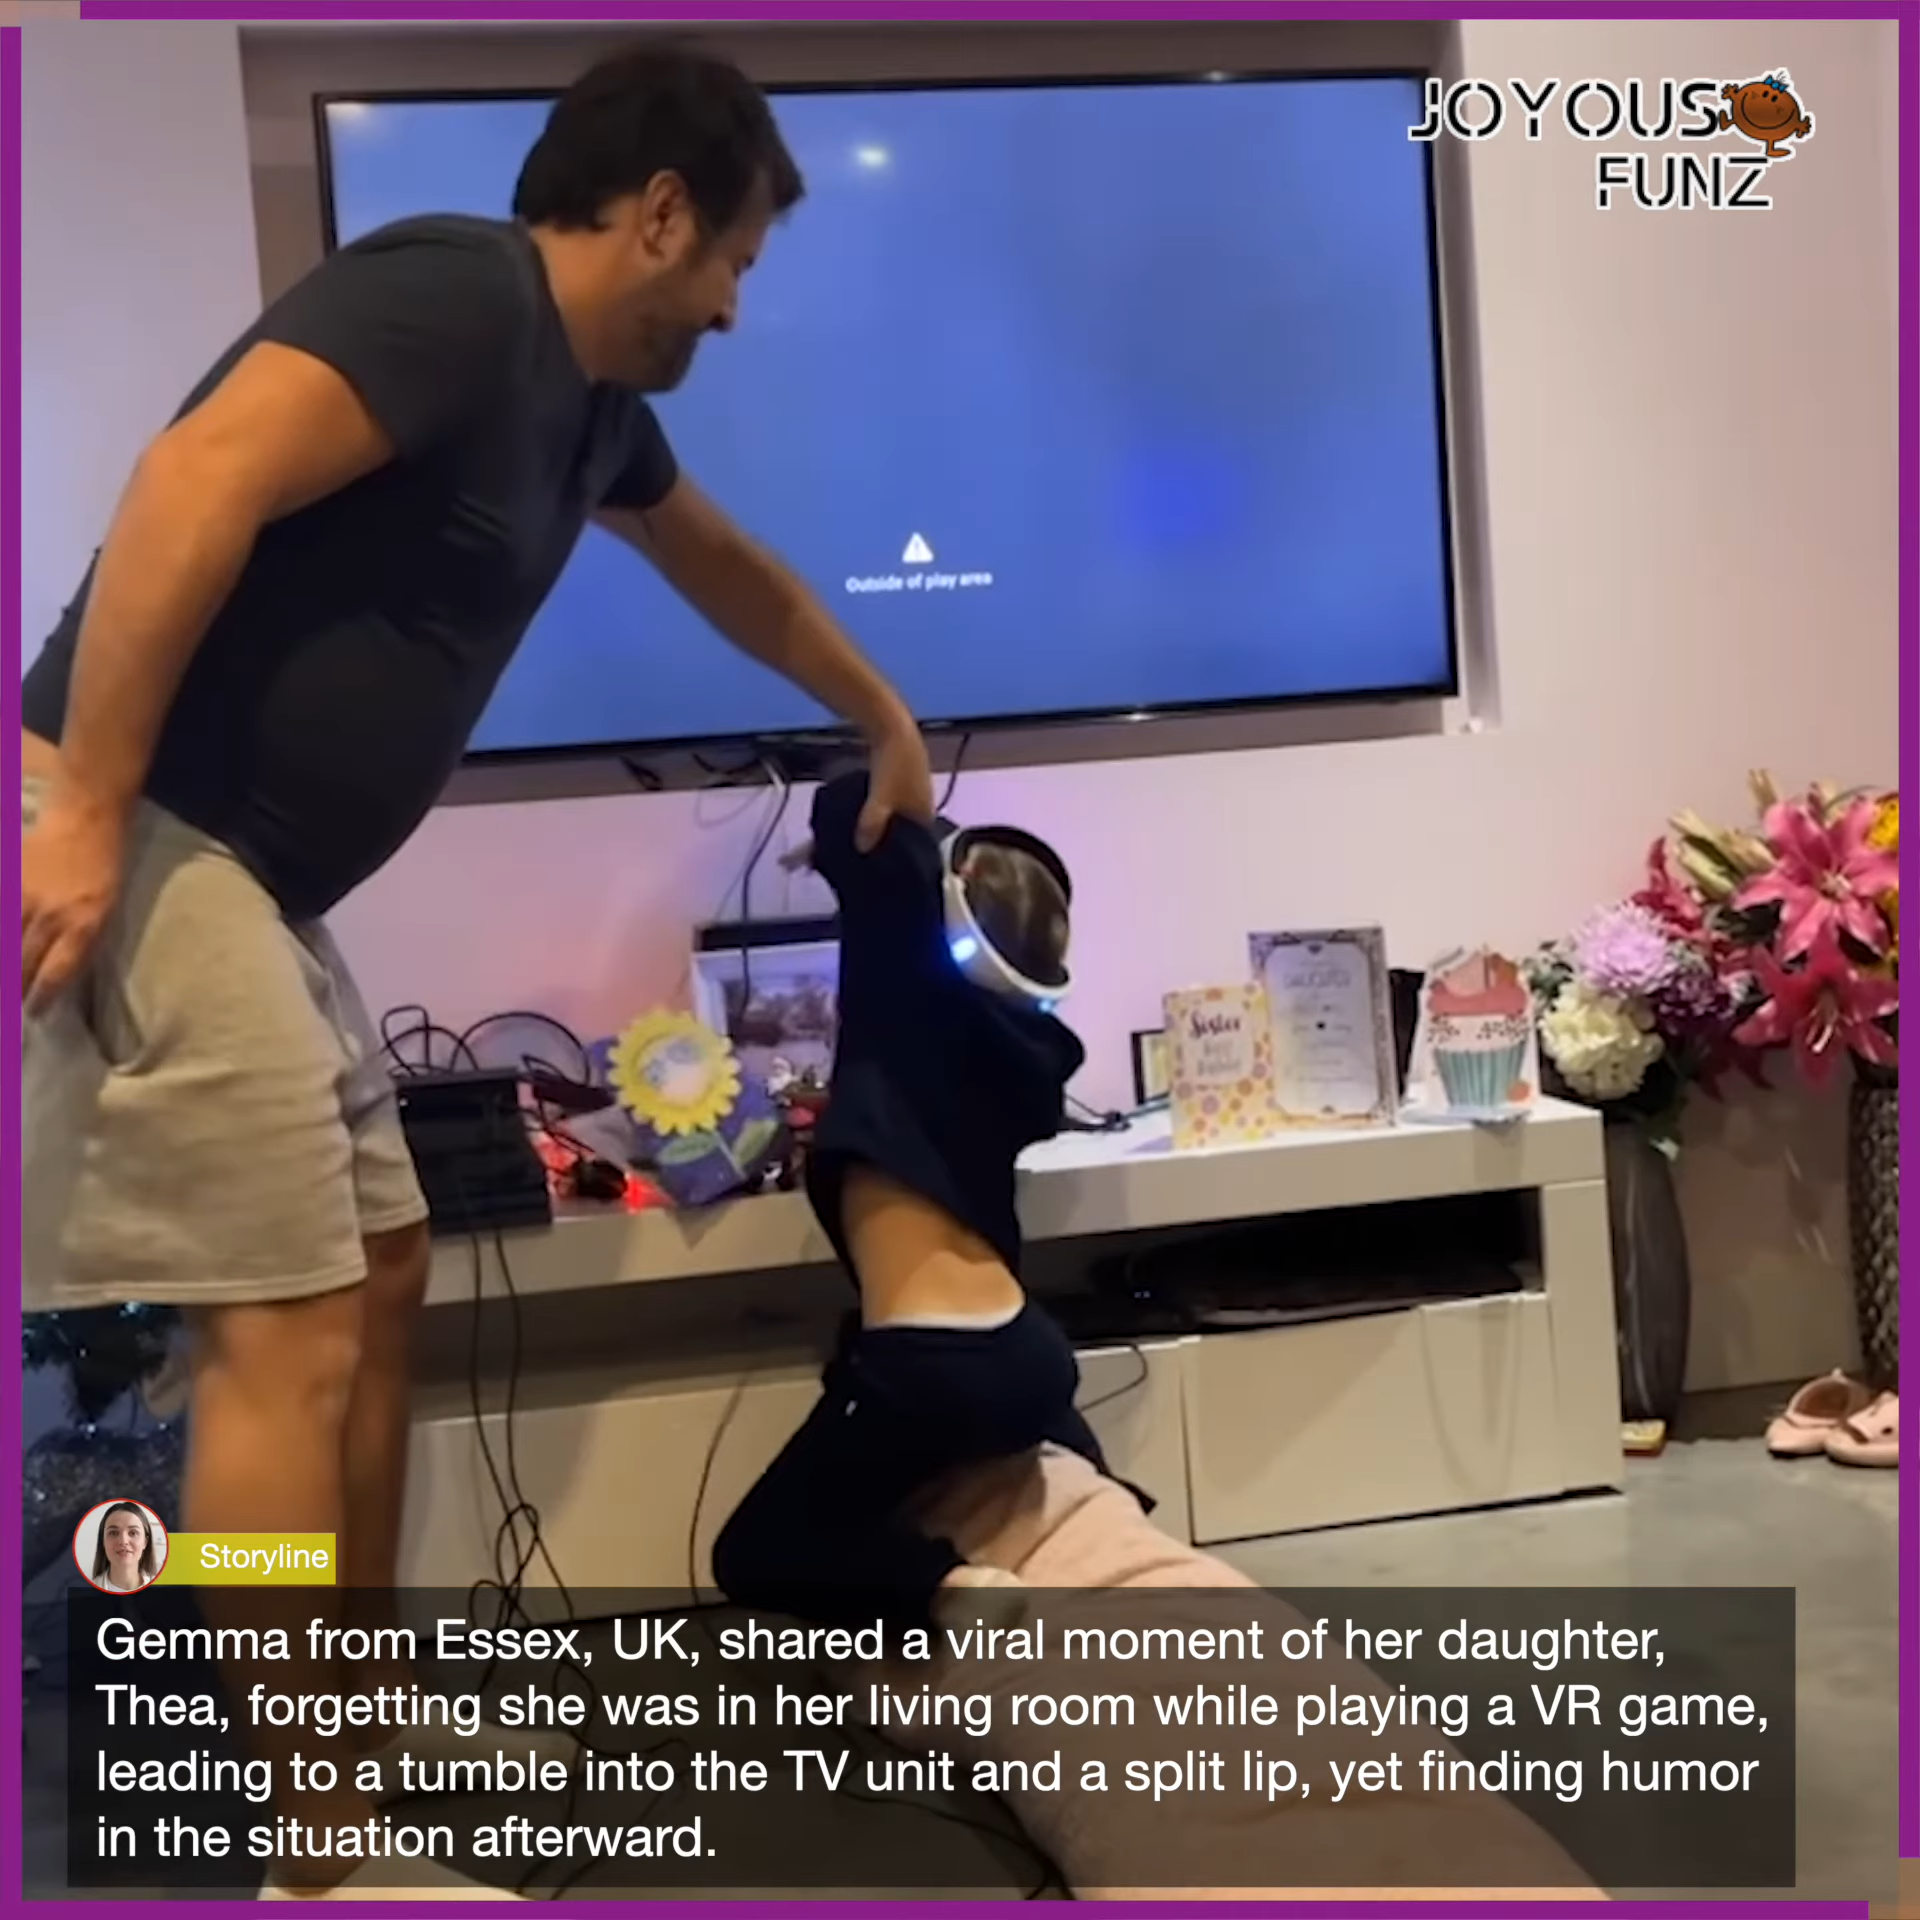 JOYOUS
FUNZ
Outside of play area
Sister
Storyline
Gemma from Essex, UK, shared a viral moment of her daughter,
Thea, forgetting she was in her living room while playing a VR game,
leading to a tumble into the TV unit and a split lip, yet finding humor
in the situation afterward.